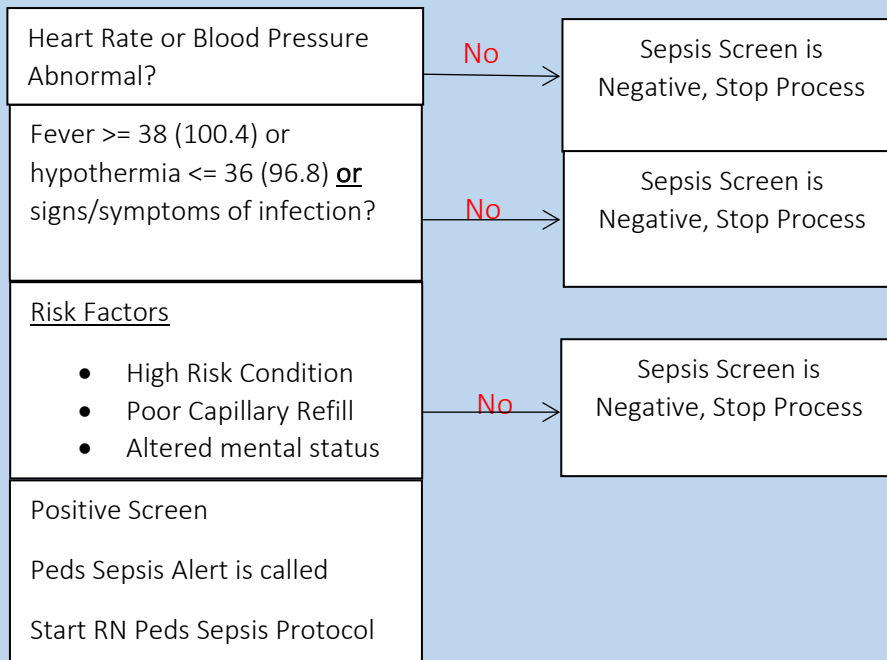 Heart Rate or Blood Pressure
Abnormal?
No
Sepsis Screen is
Negative, Stop Process
Fever >= 38 (100.4) or
hypothermia <= 36 (96.8) or
signs/symptoms of infection?
No
Sepsis Screen is
Negative, Stop Process
Risk Factors
• High Risk Condition
• Poor Capillary Refill
• Altered mental status
No
Sepsis Screen is
Negative, Stop Process
Positive Screen
Peds Sepsis Alert is called
Start RN Peds Sepsis Protocol